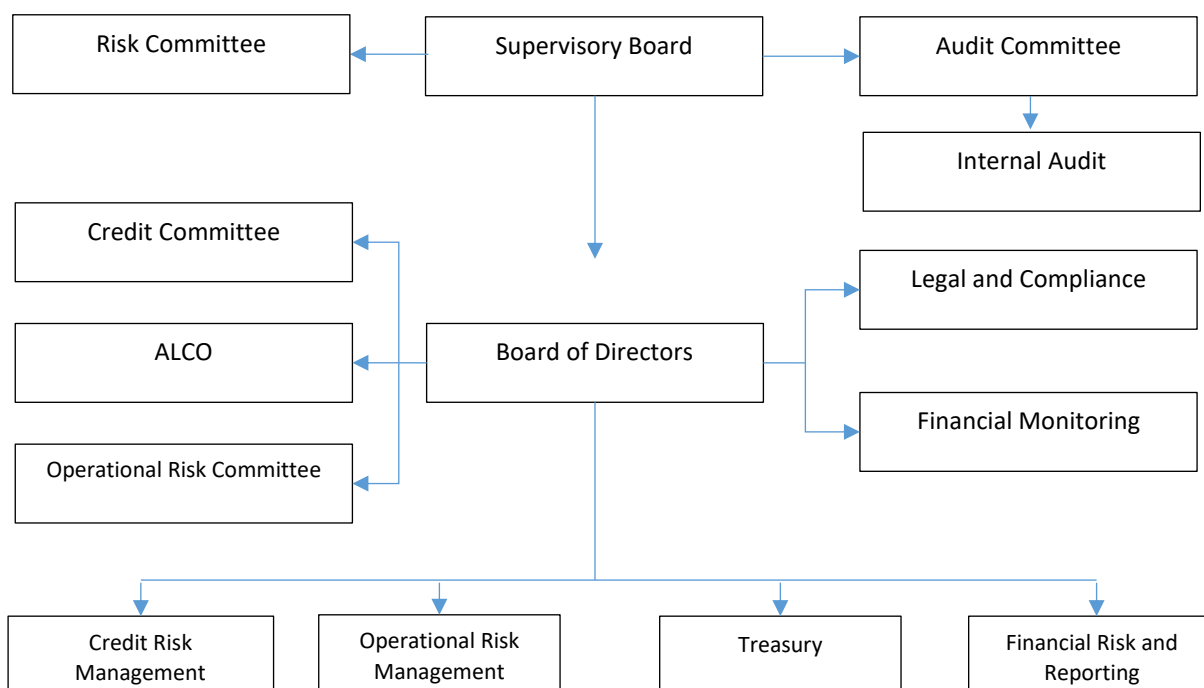 Risk Committee
Supervisory Board
Audit Committee
Internal Audit
Credit Committee
Legal and Compliance
ALCO
Board of Directors
Financial Monitoring
Operational Risk Committee
Credit Risk
Management
Operational Risk
Management
Treasury
Financial Risk and
Reporting